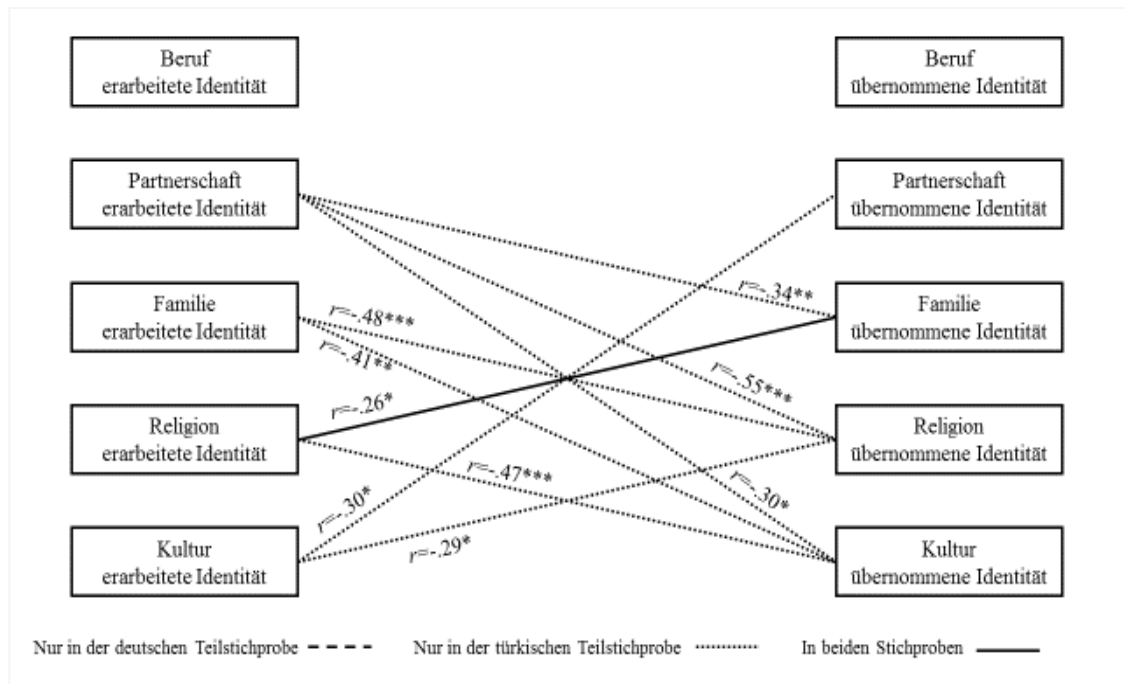 Beruf
erarbeitete Identität
Beruf
übernommene Identität
Partnerschaft
erarbeitete Identität
Partnerschaft
übernommene Identität
Familie
erarbeitete Identität
Familie
übernommene Identität
Religion
erarbeitete Identität
Religion
übernommene Identität
Kultur
erarbeitete Identität
Kultur
übernommene Identität
r=-.34**
r=-.48***
r=-.41**
r=-.55***
r=-.26*
r=-.47***
r=-.30*
r=-.30*
r=-.29*
Nur in der deutschen Teilstichprobe
Nur in der türkischen Teilstichprobe
In beiden Stichproben